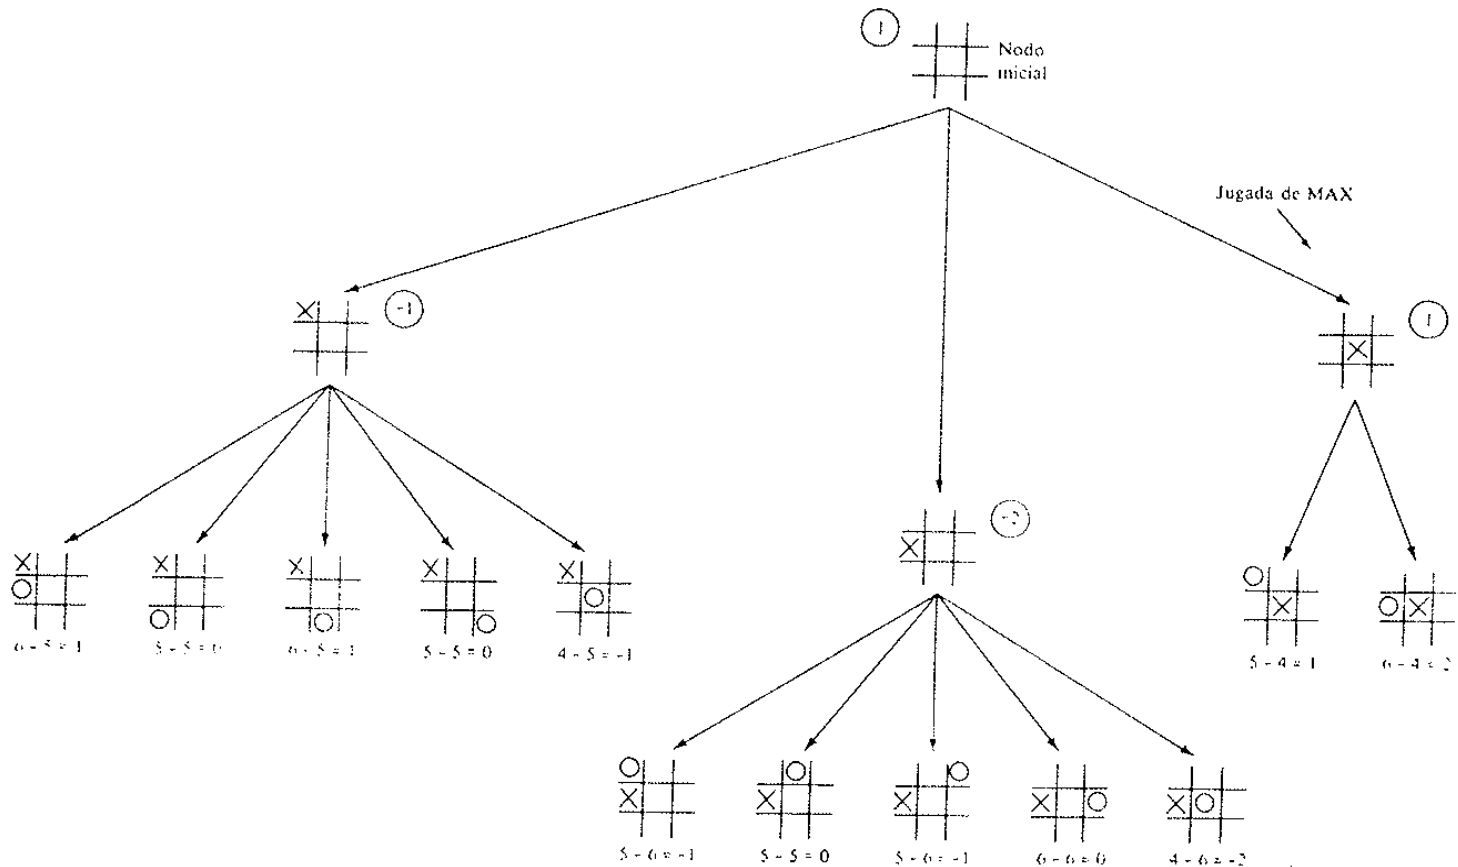 1
Nodo
inicial
Jugada de MAX
-1
1
-2
6 - 5 = 1
5 - 5 = 0
6 - 5 = 1
5 - 5 = 0
4 - 5 = -1
5 - 4 = 1
6 - 4 = 2
5 - 6 = -1
5 - 5 = 0
5 - 6 = -1
6 - 6 = 0
4 - 6 = -2